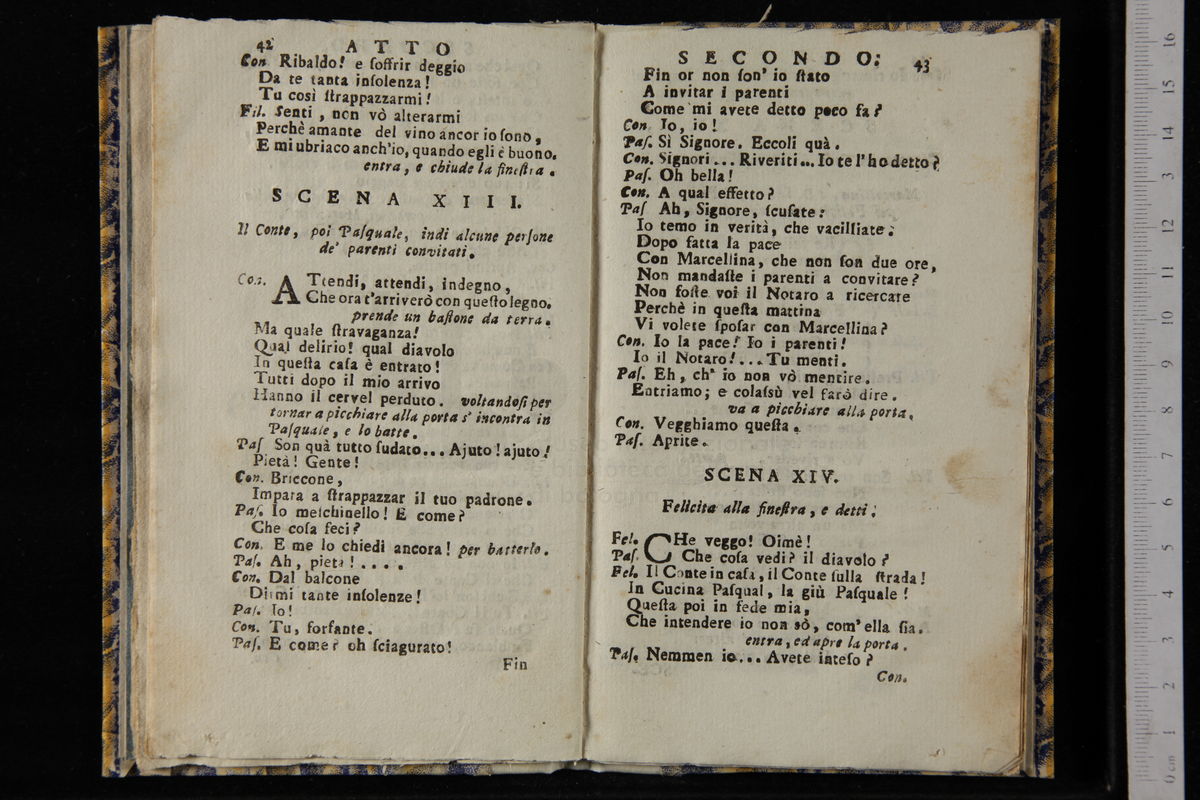 42 ATTO
Con Ribaldo! e soffrir deggio
Da te tanta insolenza!
Tu così strappazzarmi!
Fil. Senti, non vò alterarmi
Perchè amante del vino ancor io sono,
E mi ubriaco anch'io, quando egli è buono.
entra, e chiude la finestra.
SCENA XIII.
Il Conte, poi Pasquale, indi alcune persone
de' parenti convitati.
Con. ATtendi, attendi, indegno,
Che ora t'arriverò con questo legno.
prende un bastone da terra.
Ma quale stravaganza!
Qual delirio! qual diavolo
In questa casa è entrato!
Tutti dopo il mio arrivo
Hanno il cervel perduto. voltandosi per
tornar a picchiare alla porta s'incontra in
Pasquale, e lo batte.
Pas Son quà tutto sudato... Ajuto! ajuto!
Pietà! Gente!
Con. Briccone,
Impara a strappazzar il tuo padrone.
Pas. Io meschinello! E come?
Che cosa feci?
Con. E me lo chiedi ancora! per batterlo.
Pas. Ah, pietà!....
Con. Dal balcone
Dirmi tante insolenze!
Pas. Io!
Con. Tu, forfante.
Pas. E come? oh sciagurato!
Fin
SECONDO. 43
Fin or non son' io stato
A invitar i parenti
Come mi avete detto poco fa?
Con Io, io!
Pas. Sì Signore. Eccoli quà.
Con. Signori... Riveriti... Io te l'ho detto?
Pas. Oh bella!
Con. A qual effetto?
Pas Ah, Signore, scusate:
Io temo in verità, che vacilliate.
Dopo fatta la pace
Con Marcellina, che non son due ore,
Non mandaste i parenti a convitare?
Non foste voi il Notaro a ricercare
Perchè in questa mattina
Vi volete sposar con Marcellina?
Con. Io la pace! Io i parenti!
Io il Notaro!... Tu menti.
Pas. Eh, ch' io non vò mentire.
Entriamo; e colassù vel farò dire.
va a picchiare alla porta.
Con. Vegghiamo questa.
Pas. Aprite.
SCENA XIV.
Felicita alla finestra, e detti.
Fel. CHe veggo! Oimè!
Pas. Che cosa vedi? il diavolo?
Fel. Il Conte in casa, il Conte sulla strada!
In Cucina Pasqual, la giù Pasquale!
Questa poi in fede mia,
Che intendere io non sò, com' ella sia.
entra, ed apre la porta.
Pas. Nemmen io... Avete inteso?
Con.